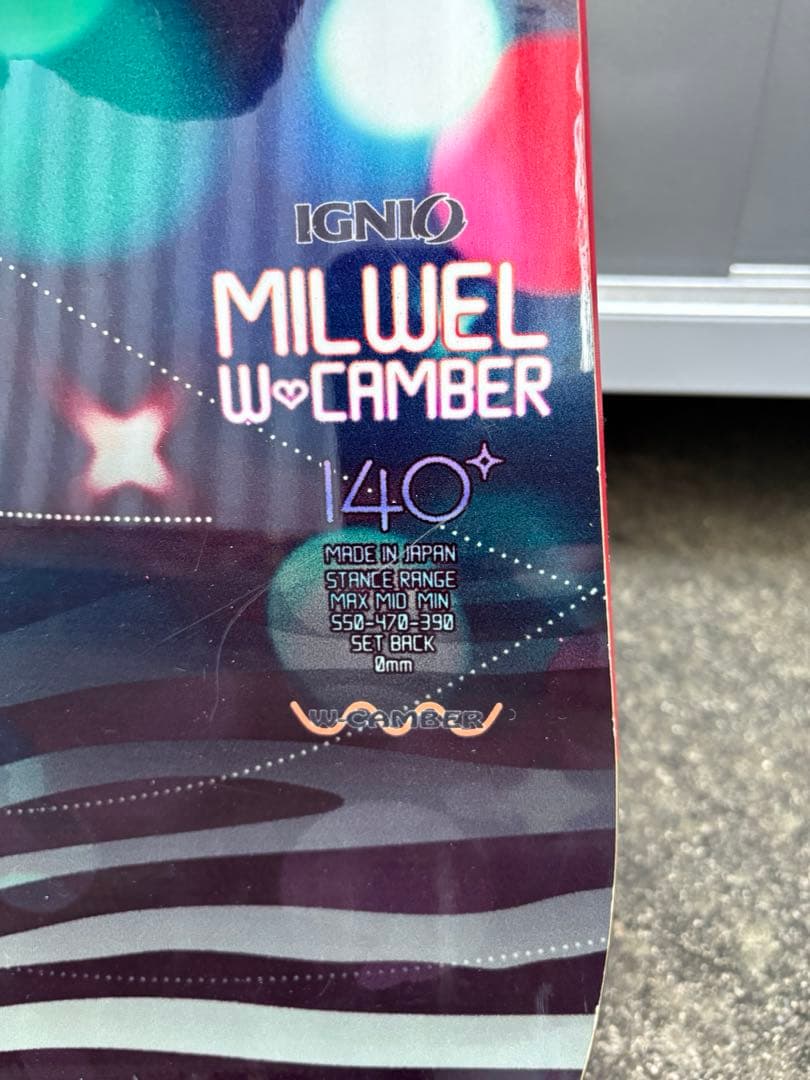 IGNIO
MILWEL
W♡CAMBER
140
MADE IN JAPAN
STANCE RANGE
MAX MID MIN
550-470-390
SET BACK
0mm
W-CAMBER